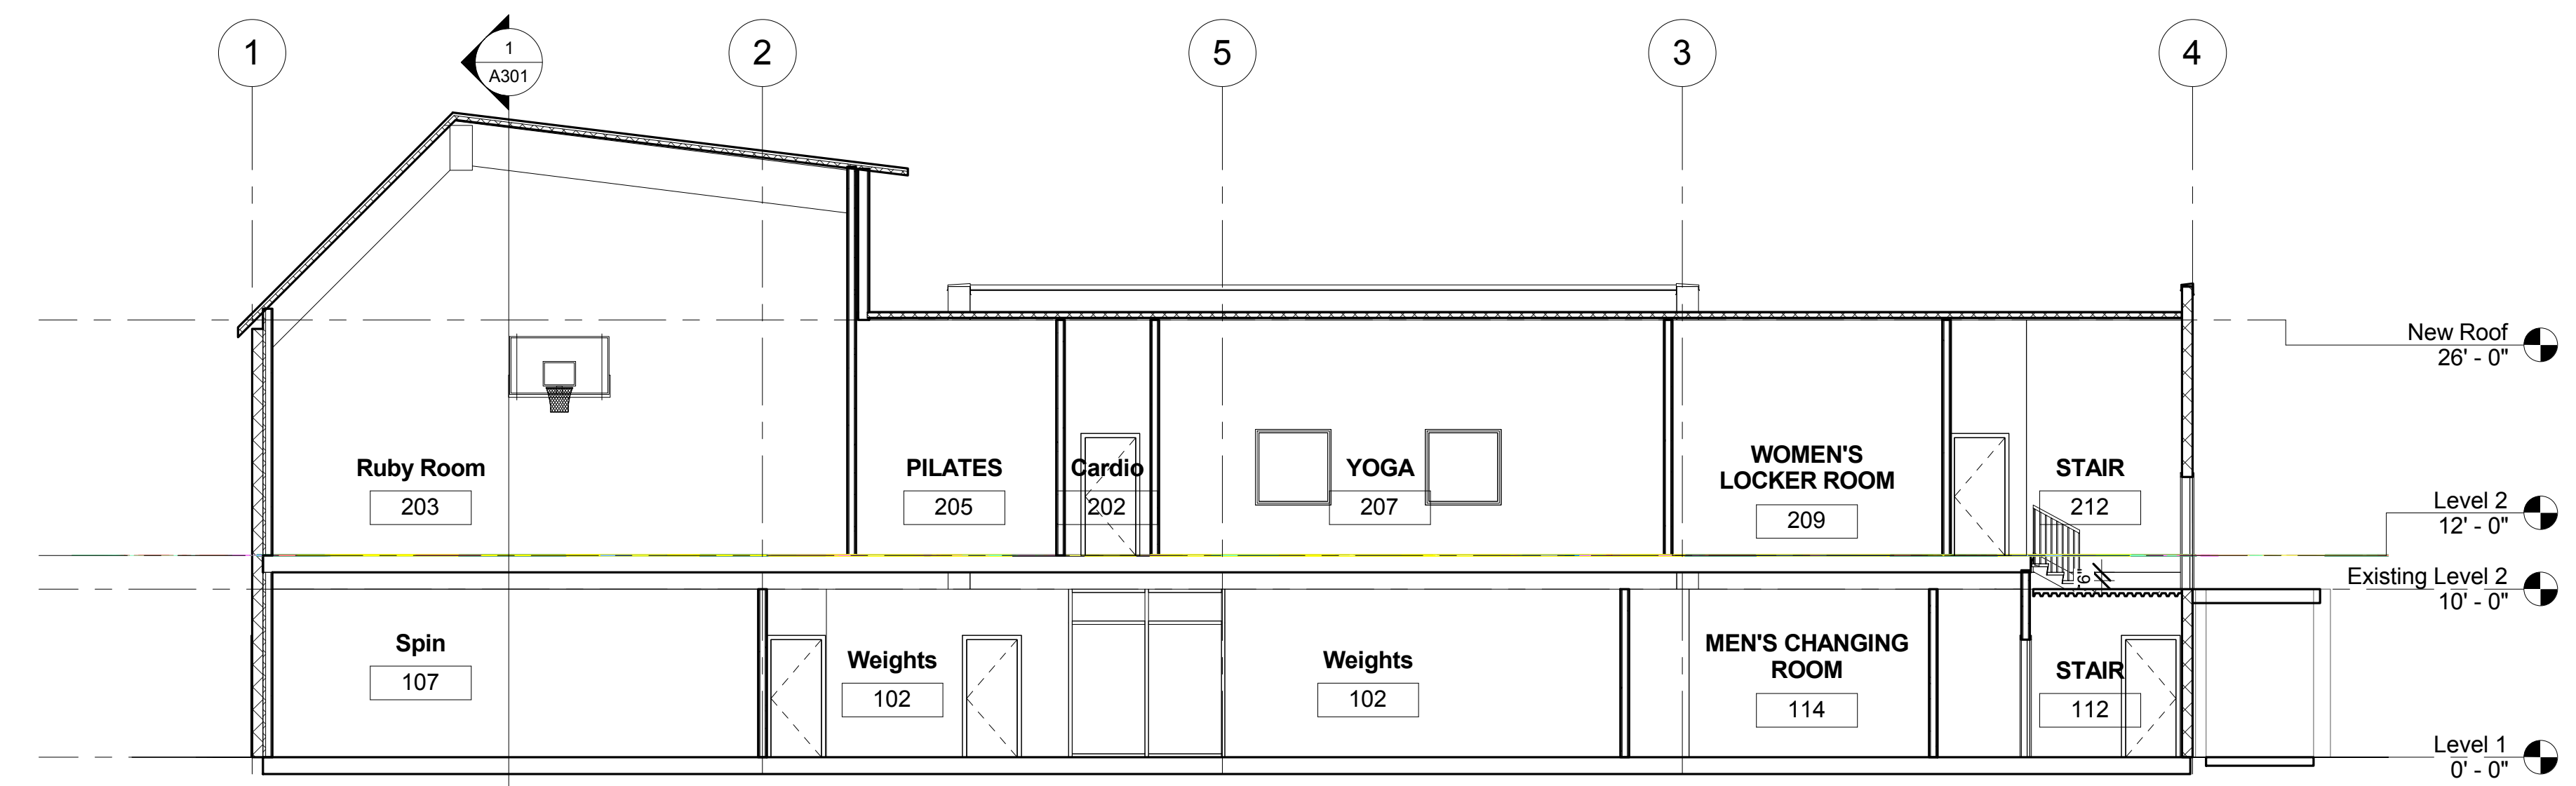 1
1
A301
2
5
3
4
New Roof
26' - 0"
Ruby Room
203
PILATES
205
Cardio
202
YOGA
207
WOMEN'S
LOCKER ROOM
209
STAIR
212
Level 2
12' - 0"
Existing Level 2
10' - 0"
Spin
107
Weights
102
Weights
102
MEN'S CHANGING
ROOM
114
STAIR
112
Level 1
0' - 0"